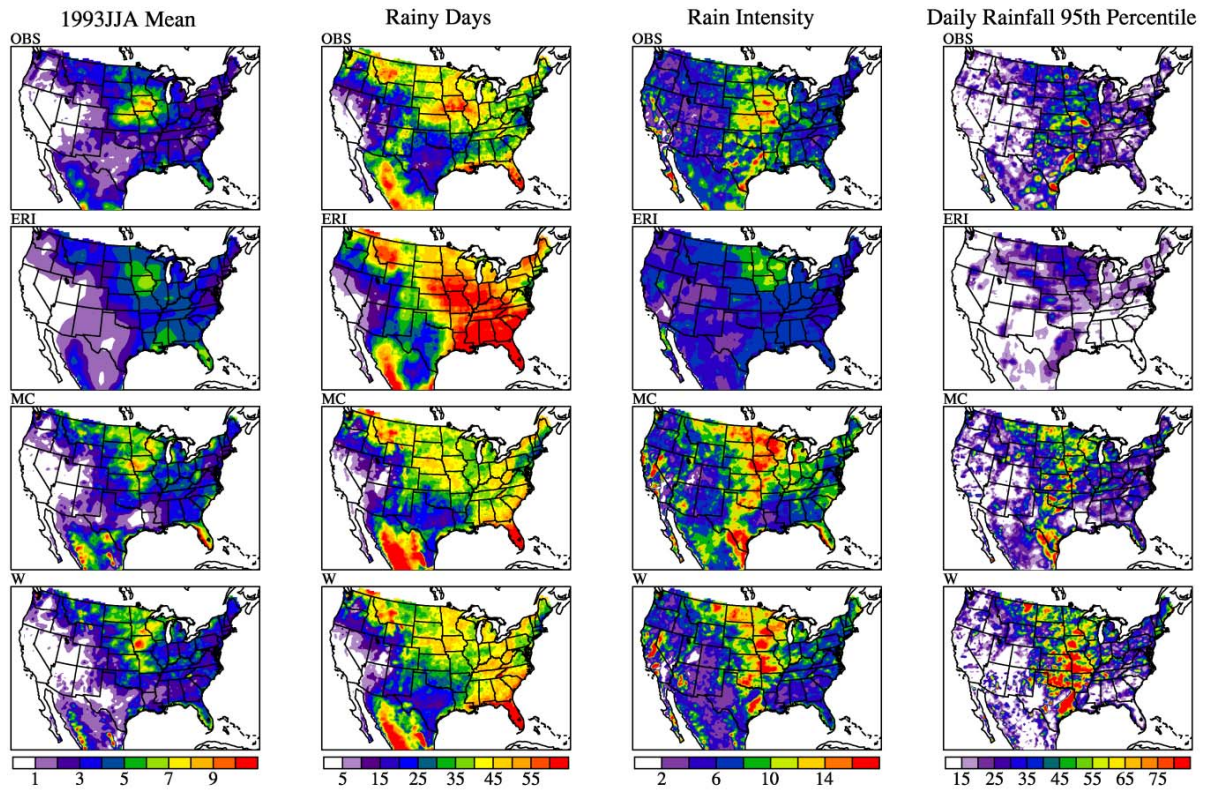 1993JJA Mean
Rainy Days
Rain Intensity
Daily Rainfall 95th Percentile
OBS
OBS
OBS
OBS
ERI
ERI
ERI
ERI
MC
MC
MC
MC
W
W
W
W
1 3 5 7 9
5 15 25 35 45 55
2 6 10 14
15 25 35 45 55 65 75